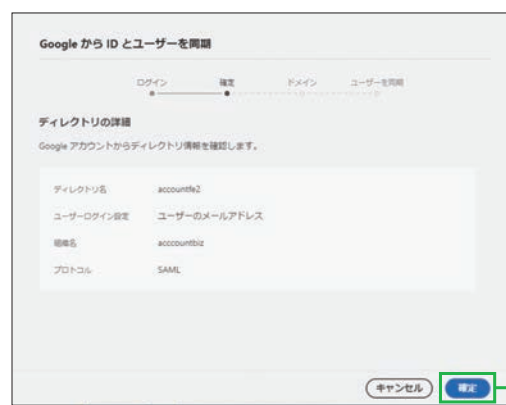 Google から ID とユーザーを同期
ログイン 確定 ドメイン ユーザーを同期
ディレクトリの詳細
Google アカウントからディレクトリ情報を確認します。
ディレクトリ名 accountfe2
ユーザーログイン設定 ユーザーのメールアドレス
組織名 acccountbiz
プロトコル SAML
キャンセル 確定